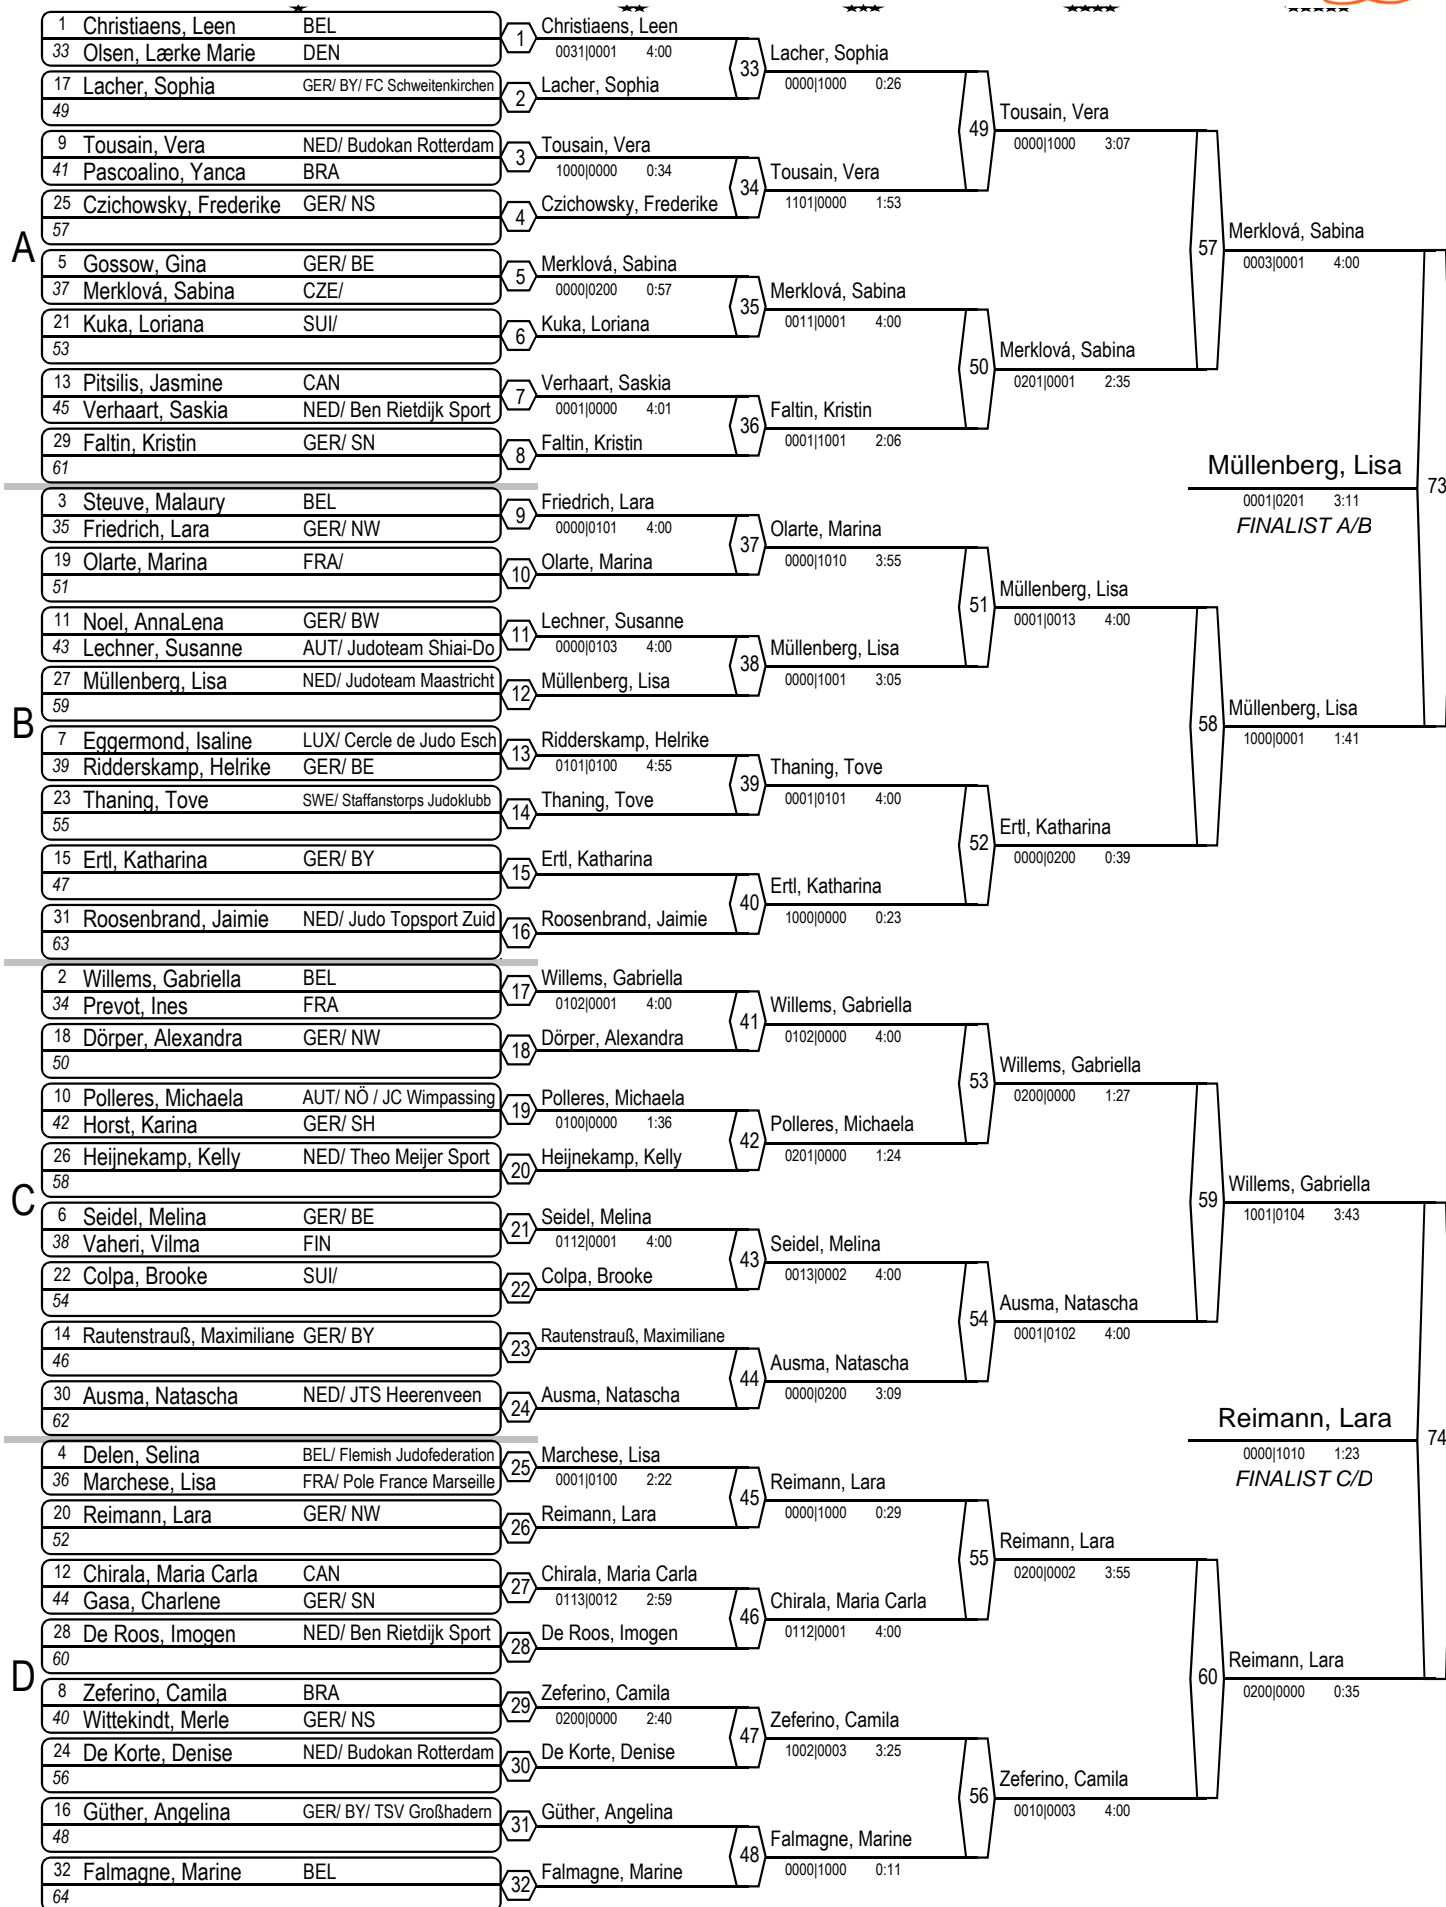 1 Christiaens, Leen BEL
33 Olsen, Lærke Marie DEN
17 Lacher, Sophia GER/ BY/ FC Schweitenkirchen
49
9 Tousain, Vera NED/ Budokan Rotterdam
41 Pascoalino, Yanca BRA
25 Czichowsky, Frederike GER/ NS
57
A
5 Gossow, Gina GER/ BE
37 Merklová, Sabina CZE/
21 Kuka, Loriana SUI/
53
13 Pitsilis, Jasmine CAN
45 Verhaart, Saskia NED/ Ben Rietdijk Sport
29 Faltin, Kristin GER/ SN
61
3 Steuve, Malaury BEL
35 Friedrich, Lara GER/ NW
19 Olarte, Marina FRA/
51
11 Noel, AnnaLena GER/ BW
43 Lechner, Susanne AUT/ Judoteam Shiai-Do
27 Müllenberg, Lisa NED/ Judoteam Maastricht
59
B
7 Eggermond, Isaline LUX/ Cercle de Judo Esch
39 Ridderskamp, Helrike GER/ BE
23 Thaning, Tove SWE/ Staffanstorps Judoklubb
55
15 Ertl, Katharina GER/ BY
47
31 Roosenbrand, Jaimie NED/ Judo Topsport Zuid
63
2 Willems, Gabriella BEL
34 Prevot, Ines FRA
18 Dörper, Alexandra GER/ NW
50
10 Polleres, Michaela AUT/ NÖ / JC Wimpassing
42 Horst, Karina GER/ SH
26 Heijnekamp, Kelly NED/ Theo Meijer Sport
58
C
6 Seidel, Melina GER/ BE
38 Vaheri, Vilma FIN
22 Colpa, Brooke SUI/
54
14 Rautenstrauß, Maximiliane GER/ BY
46
30 Ausma, Natascha NED/ JTS Heerenveen
62
4 Delen, Selina BEL/ Flemish Judofederation
36 Marchese, Lisa FRA/ Pole France Marseille
20 Reimann, Lara GER/ NW
52
12 Chirala, Maria Carla CAN
44 Gasa, Charlene GER/ SN
28 De Roos, Imogen NED/ Ben Rietdijk Sport
60
D
8 Zeferino, Camila BRA
40 Wittekindt, Merle GER/ NS
24 De Korte, Denise NED/ Budokan Rotterdam
56
16 Güther, Angelina GER/ BY/ TSV Großhadern
48
32 Falmagne, Marine BEL
64
1 Christiaens, Leen
0031|0001 4:00
2 Lacher, Sophia
3 Tousain, Vera
1000|0000 0:34
4 Czichowsky, Frederike
5 Merklová, Sabina
0000|0200 0:57
6 Kuka, Loriana
7 Verhaart, Saskia
0001|0000 4:01
8 Faltin, Kristin
9 Friedrich, Lara
0000|0101 4:00
10 Olarte, Marina
11 Lechner, Susanne
0000|0103 4:00
12 Müllenberg, Lisa
13 Ridderskamp, Helrike
0101|0100 4:55
14 Thaning, Tove
15 Ertl, Katharina
16 Roosenbrand, Jaimie
17 Willems, Gabriella
0102|0001 4:00
18 Dörper, Alexandra
19 Polleres, Michaela
0100|0000 1:36
20 Heijnekamp, Kelly
21 Seidel, Melina
0112|0001 4:00
22 Colpa, Brooke
23 Rautenstrauß, Maximiliane
24 Ausma, Natascha
25 Marchese, Lisa
0001|0100 2:22
26 Reimann, Lara
27 Chirala, Maria Carla
0113|0012 2:59
28 De Roos, Imogen
29 Zeferino, Camila
0200|0000 2:40
30 De Korte, Denise
31 Güther, Angelina
32 Falmagne, Marine
33 Lacher, Sophia
0000|1000 0:26
34 Tousain, Vera
1101|0000 1:53
35 Merklová, Sabina
0011|0001 4:00
36 Faltin, Kristin
0001|1001 2:06
37 Olarte, Marina
0000|1010 3:55
38 Müllenberg, Lisa
0000|1001 3:05
39 Thaning, Tove
0001|0101 4:00
40 Ertl, Katharina
1000|0000 0:23
41 Willems, Gabriella
0102|0000 4:00
42 Polleres, Michaela
0201|0000 1:24
43 Seidel, Melina
0013|0002 4:00
44 Ausma, Natascha
0000|0200 3:09
45 Reimann, Lara
0000|1000 0:29
46 Chirala, Maria Carla
0112|0001 4:00
47 Zeferino, Camila
1002|0003 3:25
48 Falmagne, Marine
0000|1000 0:11
49 Tousain, Vera
0000|1000 3:07
50 Merklová, Sabina
0201|0001 2:35
51 Müllenberg, Lisa
0001|0013 4:00
52 Ertl, Katharina
0000|0200 0:39
53 Willems, Gabriella
0200|0000 1:27
54 Ausma, Natascha
0001|0102 4:00
55 Reimann, Lara
0200|0002 3:55
56 Zeferino, Camila
0010|0003 4:00
57 Merklová, Sabina
0003|0001 4:00
58 Müllenberg, Lisa
1000|0001 1:41
59 Willems, Gabriella
1001|0104 3:43
60 Reimann, Lara
0200|0000 0:35
Müllenberg, Lisa 73
0001|0201 3:11
FINALIST A/B
Reimann, Lara 74
0000|1010 1:23
FINALIST C/D